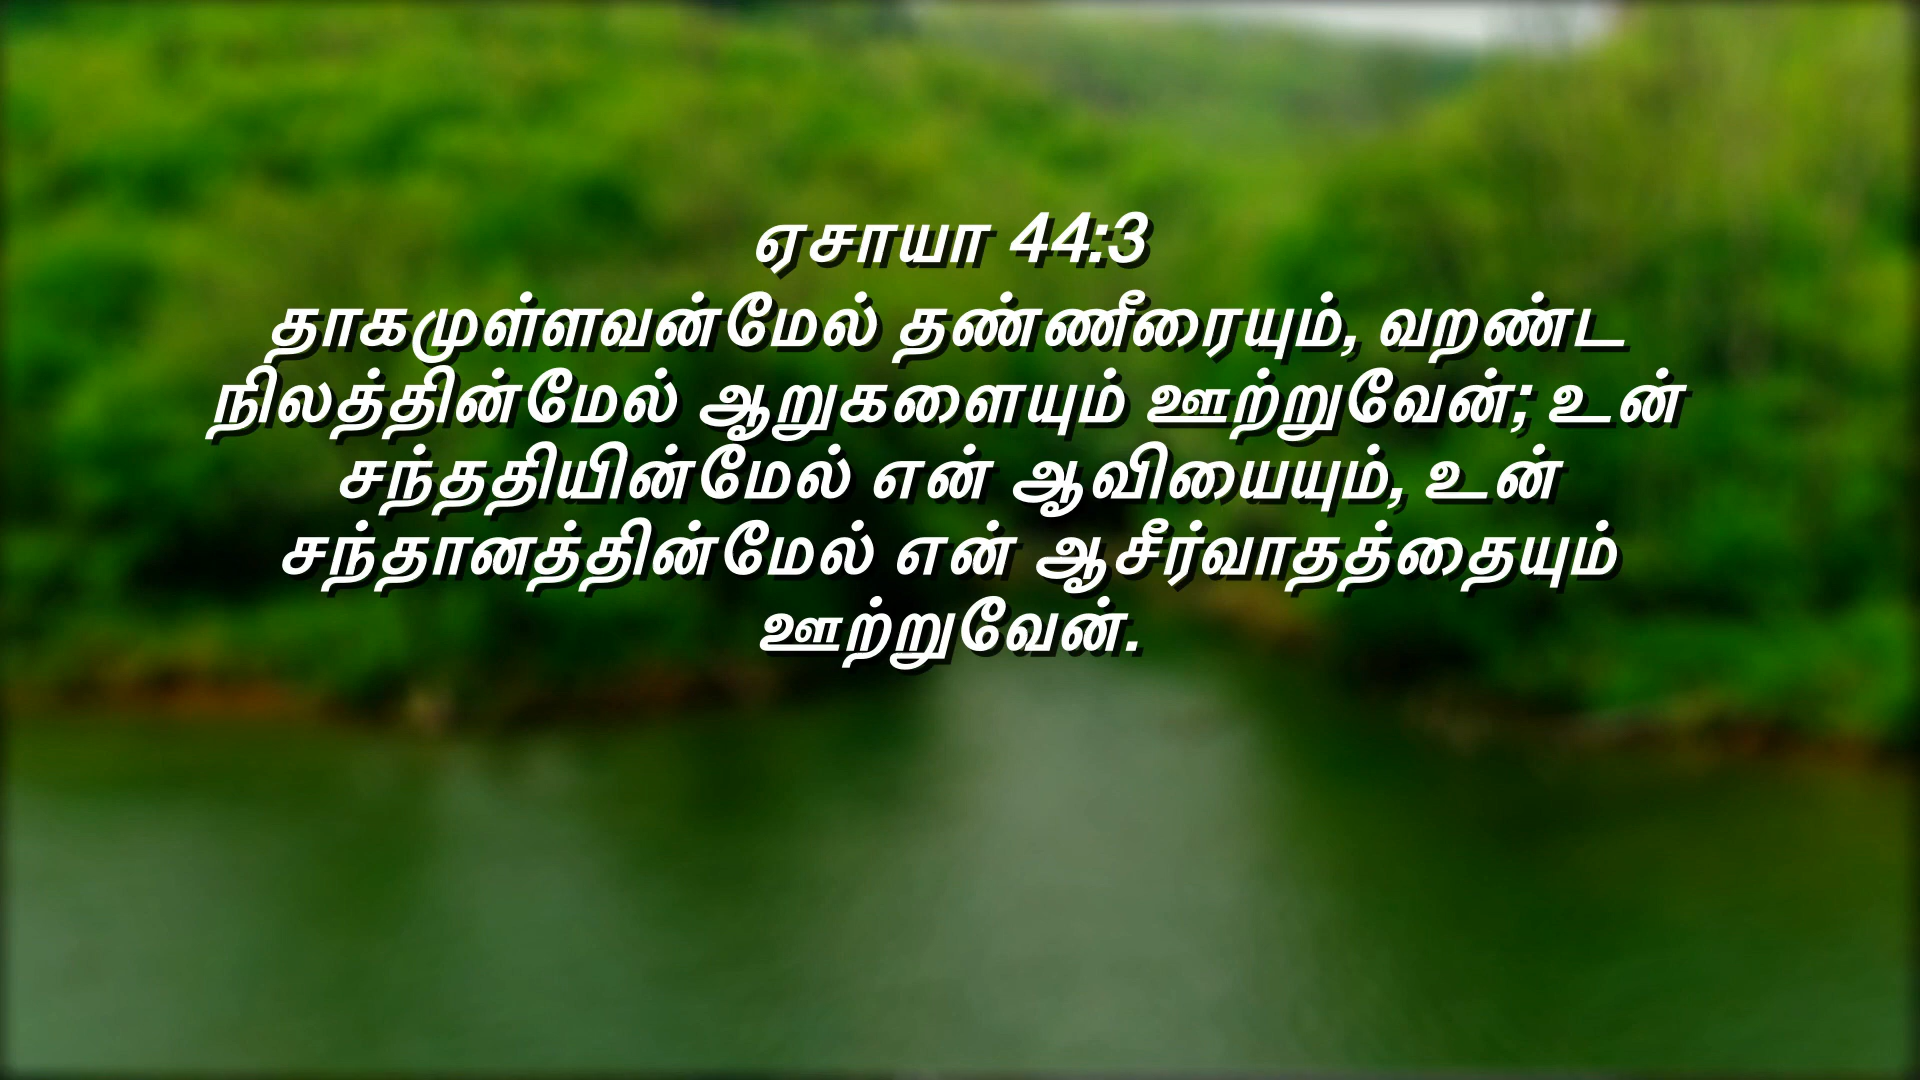 ஏசாயா 44:3
தாகமுள்ளவன்மேல் தண்ணீரையும், வறண்ட
நிலத்தின்மேல் ஆறுகளையும் ஊற்றுவேன்; உன்
சந்ததியின்மேல் என் ஆவியையும், உன்
சந்தானத்தின்மேல் என் ஆசீர்வாதத்தையும்
ஊற்றுவேன்.